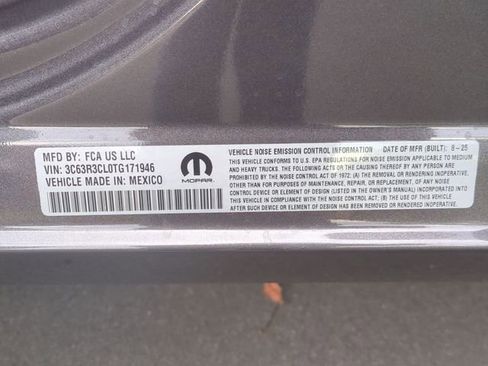 MFD BY: FCA US LLC
VIN: 3C63R3CL0TG171946
VEHICLE MADE IN: MEXICO
MOPAR
VEHICLE NOISE EMISSION CONTROL INFORMATION DATE OF MFR (BUILT): 8-25
THIS VEHICLE CONFORMS TO U.S. EPA REGULATIONS FOR NOISE EMISSION APPLICABLE TO MEDIUM
AND HEAVY TRUCKS. THE FOLLOWING ACTS OR THE CAUSING THEREOF BY ANY PERSON ARE PROHIBITED
BY THE NOISE CONTROL ACT OF 1972: (A) THE REMOVAL OR RENDERING INOPERATIVE,
OTHER THAN FOR PURPOSES OF MAINTENANCE, REPAIR, OR REPLACEMENT, OF ANY NOISE
CONTROL DEVICE OR ELEMENT OF DESIGN (LISTED IN THE OWNER'S MANUAL) INCORPORATED INTO
THIS VEHICLE IN COMPLIANCE WITH THE NOISE CONTROL ACT. (B) THE USE OF THIS VEHICLE
AFTER SUCH DEVICE OR ELEMENT OF DESIGN HAS BEEN REMOVED OR RENDERED INOPERATIVE.